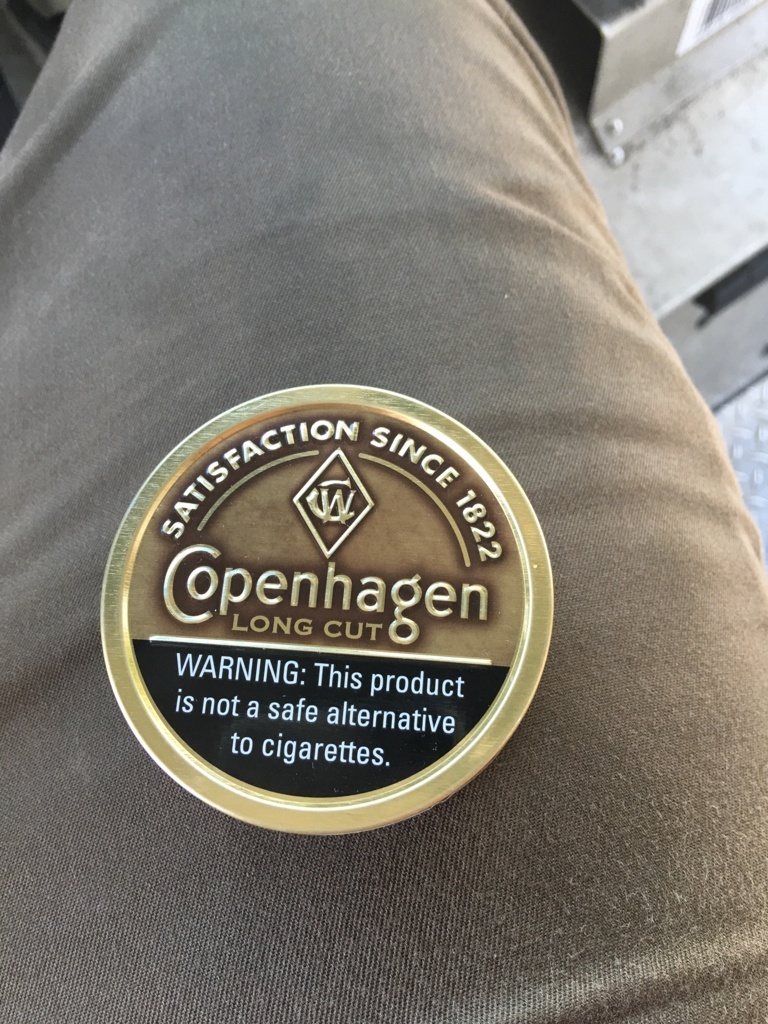 SATISFACTION SINCE 1822
CW
Copenhagen
LONG CUT
WARNING: This product
is not a safe alternative
to cigarettes.